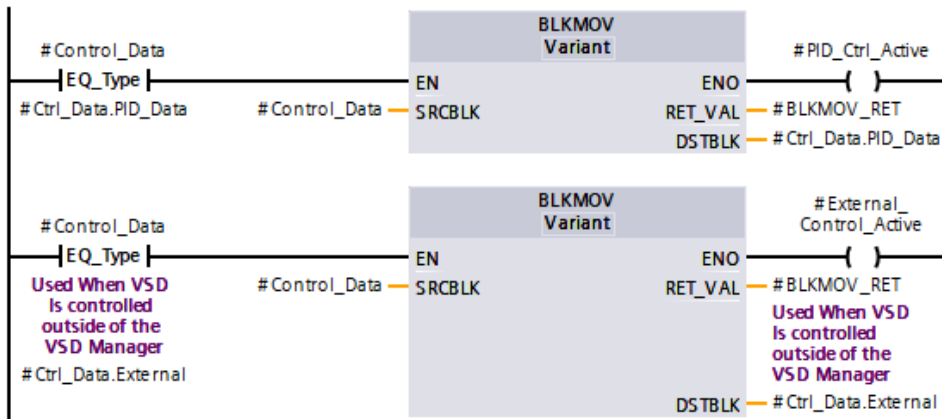 BLKMOV
Variant
#Control_Data
EQ_Type
#Ctrl_Data.PID_Data
EN
ENO
#PID_Ctrl_Active
( )
#Control_Data
SRCBLK
RET_VAL
#BLKMOV_RET
DSTBLK
#Ctrl_Data.PID_Data
BLKMOV
Variant
#Control_Data
EQ_Type
Used When VSD
Is controlled
outside of the
VSD Manager
#Ctrl_Data.External
EN
ENO
#External_
Control_Active
( )
#Control_Data
SRCBLK
RET_VAL
#BLKMOV_RET
Used When VSD
Is controlled
outside of the
VSD Manager
DSTBLK
#Ctrl_Data.External